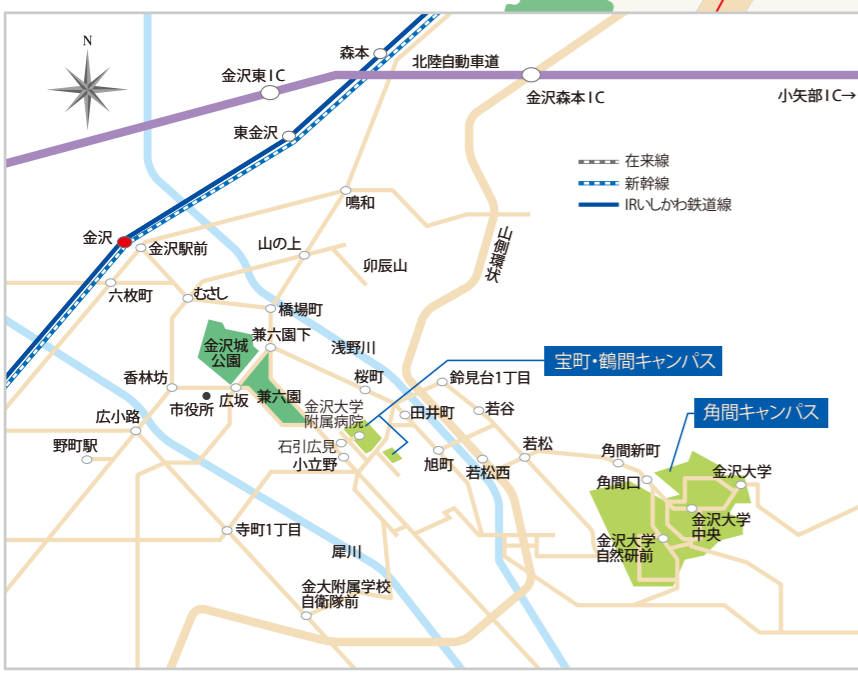 N
森本
北陸自動車道
金沢東IC
金沢森本IC
小矢部IC→
東金沢
在来線
新幹線
IRいしかわ鉄道線
鳴和
山側環状
金沢
金沢駅前
山の上
卯辰山
六枚町
むさし
橋場町
金沢城
公園
兼六園下
浅野川
宝町・鶴間キャンパス
香林坊
市役所
広坂
兼六園
桜町
鈴見台1丁目
角間キャンパス
広小路
金沢大学
附属病院
田井町
若谷
野町駅
石引広見
小立野
旭町
若松西
若松
角間新町
角間口
金沢大学
金沢大学
中央
寺町1丁目
犀川
金沢大学
自然研前
金大附属学校
自衛隊前